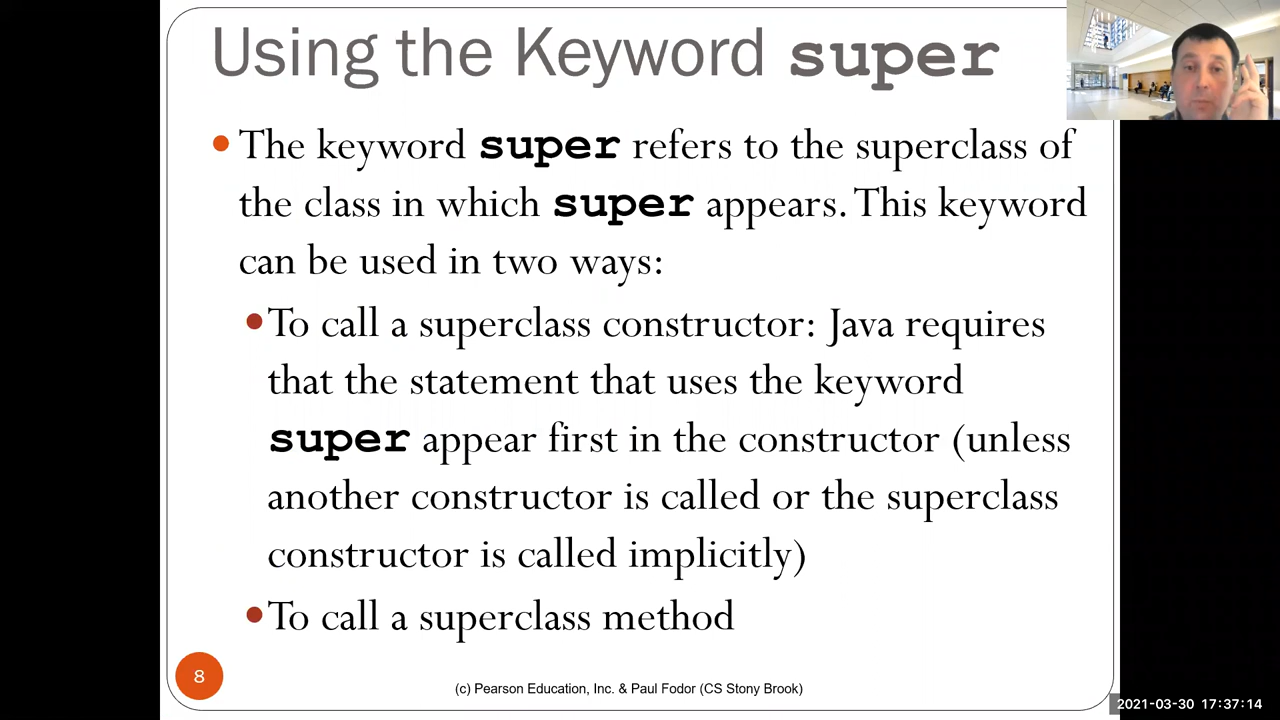 Using the Keyword super
The keyword super refers to the superclass of
the class in which super appears. This keyword
can be used in two ways:
To call a superclass constructor: Java requires
that the statement that uses the keyword
super appear first in the constructor (unless
another constructor is called or the superclass
constructor is called implicitly)
To call a superclass method
8
(c) Pearson Education, Inc. & Paul Fodor (CS Stony Brook)
2021-03-30 17:37:14